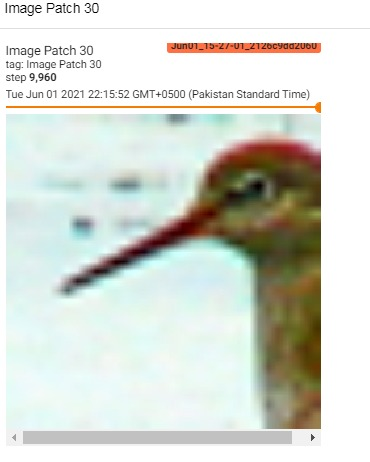 Image Patch 30
Image Patch 30
Jun01_15-27-01_2126c9dd2060
tag: Image Patch 30
step 9,960
Tue Jun 01 2021 22:15:52 GMT+0500 (Pakistan Standard Time)